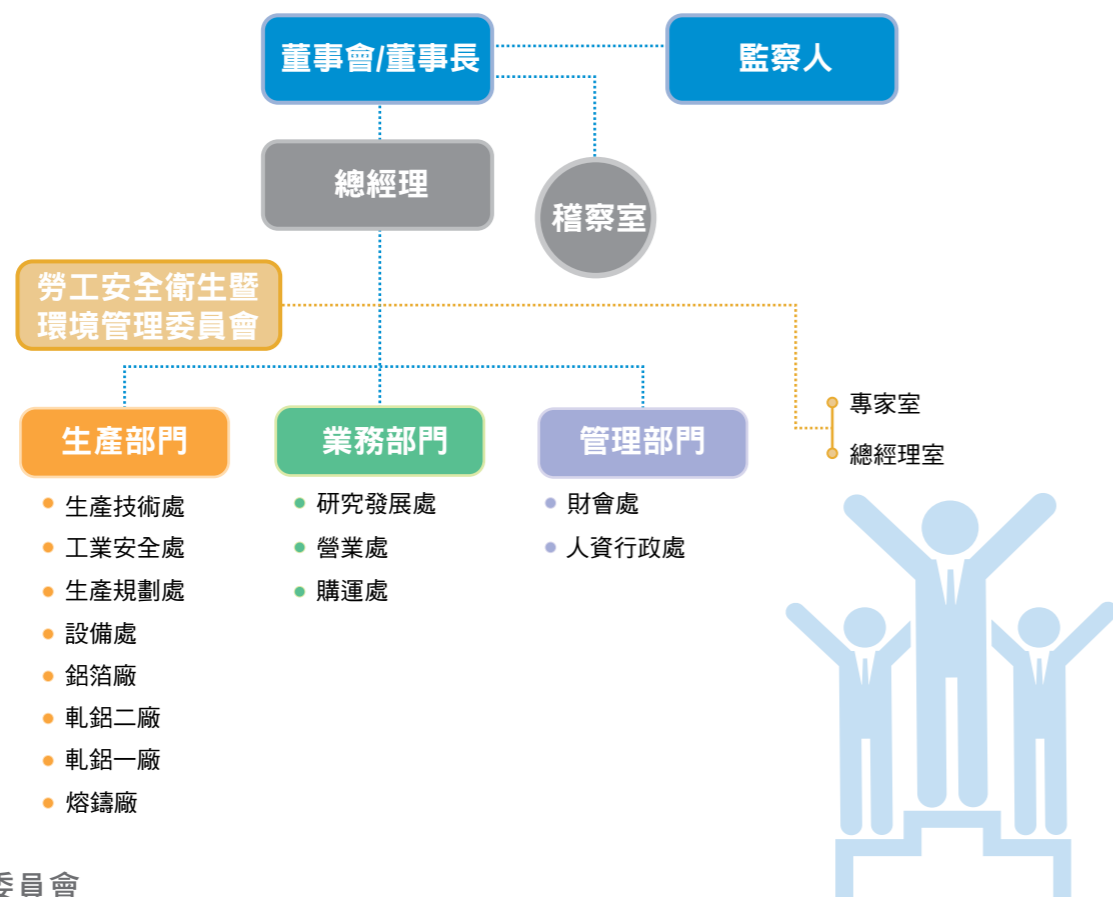 董事會/董事長
監察人
總經理
稽察室
勞工安全衛生暨
環境管理委員會
專家室
總經理室
生產部門
生產技術處
工業安全處
生產規劃處
設備處
鋁箔廠
軋鋁二廠
軋鋁一廠
熔鑄廠
業務部門
研究發展處
營業處
購運處
管理部門
財會處
人資行政處
委員會